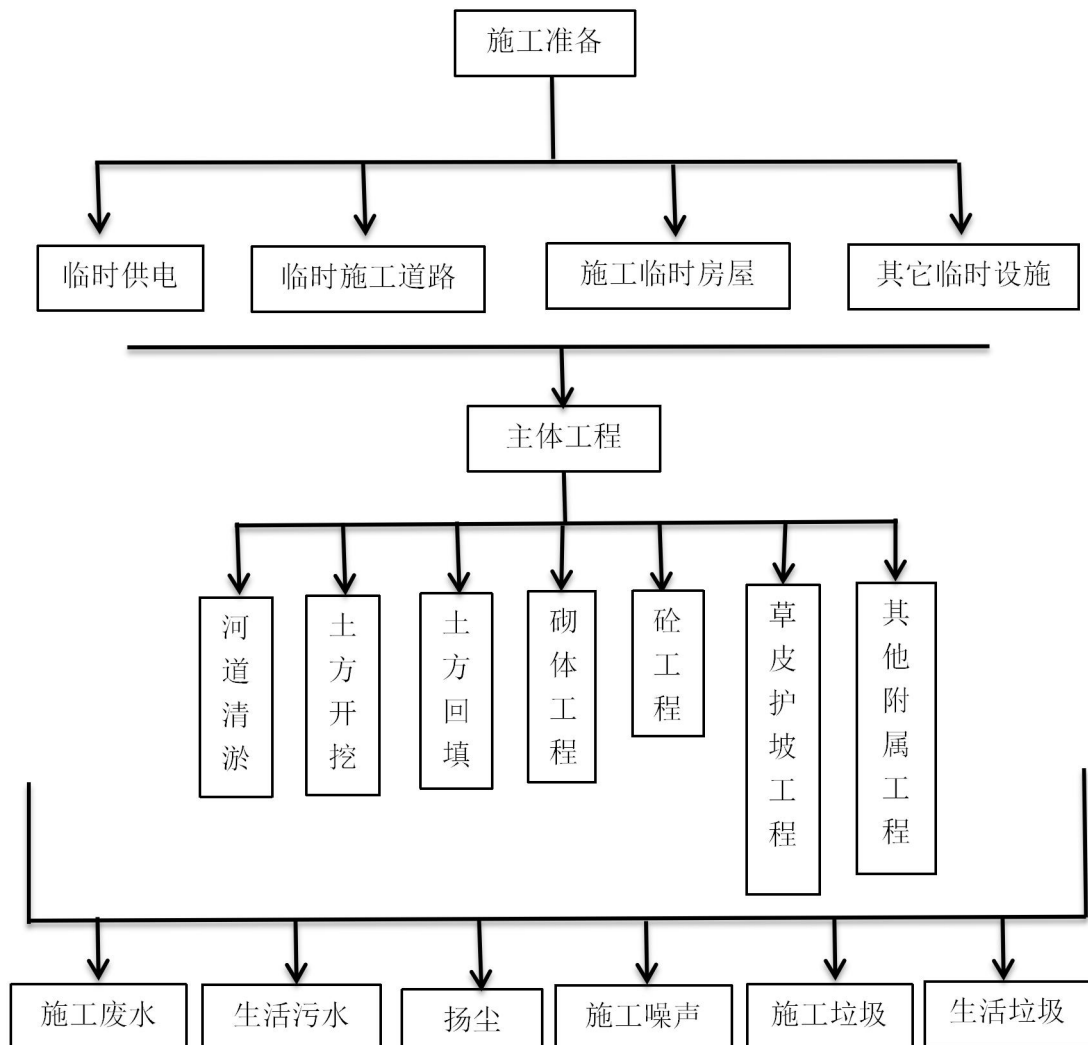 施工准备
临时供电
临时施工道路
施工临时房屋
其它临时设施
主体工程
河道清淤
土方开挖
土方回填
砌体工程
砼工程
草皮护坡工程
其他附属工程
施工废水
生活污水
扬尘
施工噪声
施工垃圾
生活垃圾